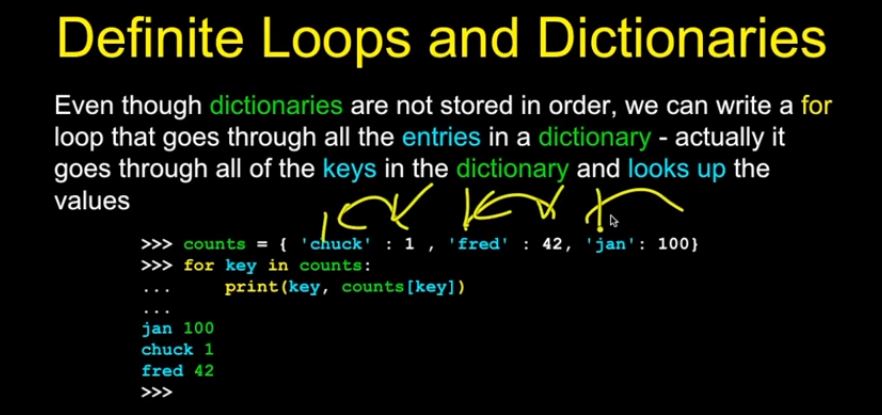 Definite Loops and Dictionaries
Even though dictionaries are not stored in order, we can write a for
loop that goes through all the entries in a dictionary - actually it
goes through all of the keys in the dictionary and looks up the
values
>>> counts = { 'chuck' : 1 , 'fred' : 42, 'jan': 100}
>>> for key in counts:
...     print(key, counts[key])
...
jan 100
chuck 1
fred 42
>>>